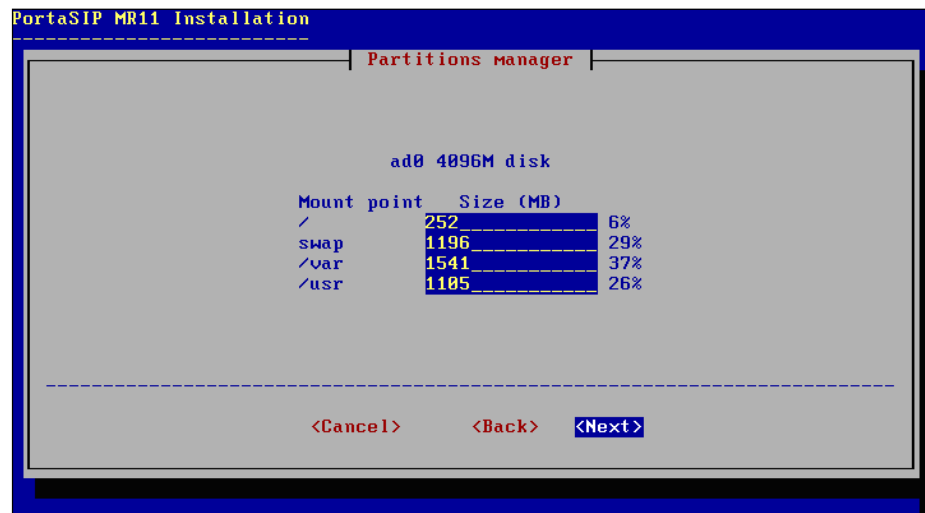 PortaSIP MR11 Installation
Partitions manager
ad0 4096M disk
Mount point Size (MB)
/ 252 6%
swap 1196 29%
/var 1541 37%
/usr 1105 26%
<Cancel> <Back> <Next>